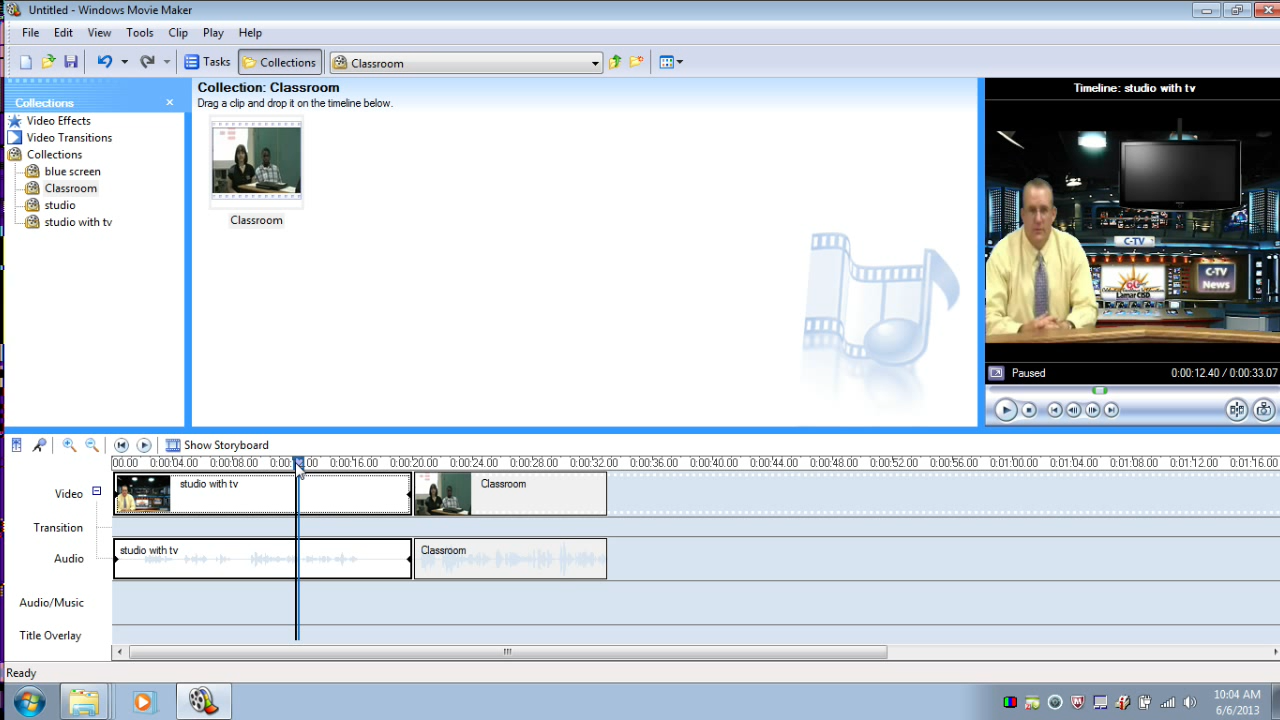 Untitled - Windows Movie Maker
File Edit View Tools Clip Play Help
Tasks Collections Classroom
Collections
Video Effects
Video Transitions
Collections
blue screen
Classroom
studio
studio with tv
Collection: Classroom
Drag a clip and drop it on the timeline below.
Classroom
Timeline: studio with tv
C-TV
C-TV
News
Lamar CISD
Paused 0:00:12.40 / 0:00:33.07
Show Storyboard
00.00 0:00:04.00 0:00:08.00 0:00:16.00 0:00:20.00 0:00:24.00 0:00:28.00 0:00:32.00 0:00:36.00 0:00:40.00 0:00:44.00 0:00:48.00 0:00:52.00 0:00:56.00 0:01:00.00 0:01:04.00 0:01:08.00 0:01:12.00 0:01:16.00
Video studio with tv Classroom
Transition
Audio studio with tv Classroom
Audio/Music
Title Overlay
Ready
10:04 AM
6/6/2013